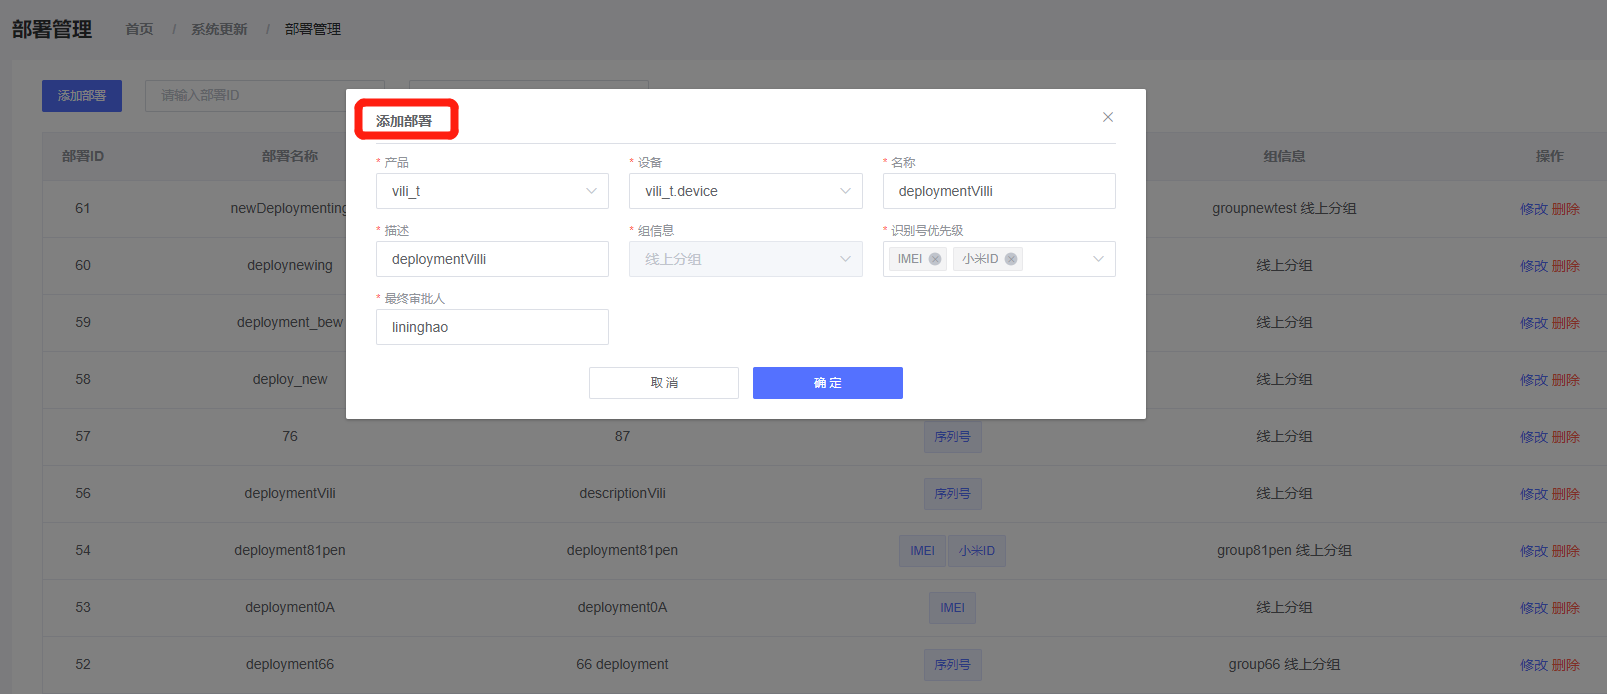 部署管理 首页 / 系统更新 / 部署管理
添加部署 请输入部署ID
添加部署
* 产品 * 设备 * 名称
vili_t vili_t.device deploymentVilli
* 描述 * 组信息 * 识别号优先级
deploymentVilli 线上分组 IMEI 小米ID
* 最终审批人
lininghao
取消 确定
部署ID 部署名称 组信息 操作
61 newDeploymenting groupnewtest 线上分组 修改 删除
60 deploynewing 线上分组 修改 删除
59 deployment_bew 线上分组 修改 删除
58 deploy_new 线上分组 修改 删除
57 76 87 序列号 线上分组 修改 删除
56 deploymentVili descriptionVili 序列号 线上分组 修改 删除
54 deployment81pen deployment81pen IMEI 小米ID group81pen 线上分组 修改 删除
53 deployment0A deployment0A IMEI 线上分组 修改 删除
52 deployment66 66 deployment 序列号 group66 线上分组 修改 删除